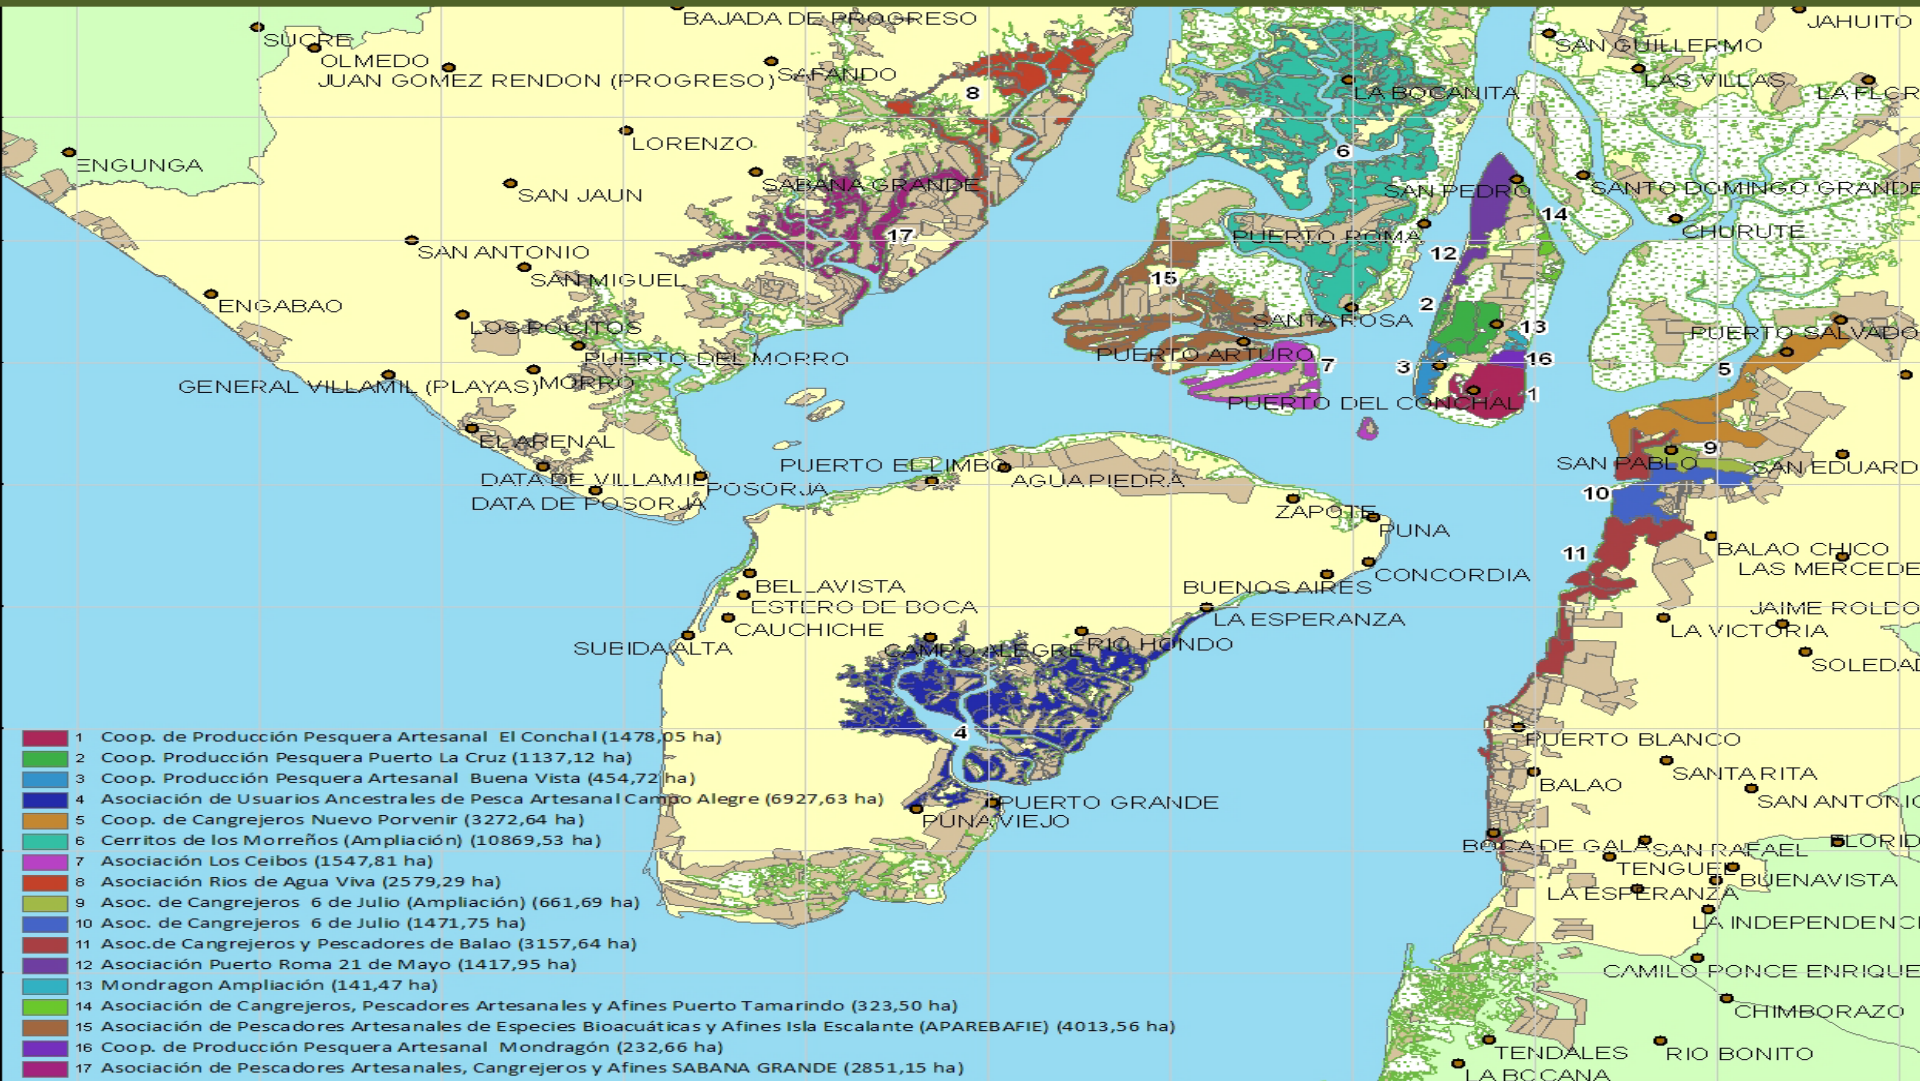 BAJADA DE PROGRESO
JAHUITO
SUCRE
SAN GUILLERMO
OLMEDO
JUAN GOMEZ RENDON (PROGRESO)
SAFANDO
LAS VILLAS
8
LA BOCANITA
LA FLOR
LORENZO
6
ENGUNGA
SABANA GRANDE
SAN PEDRO
SANTO DOMINGO GRANDE
SAN JAUN
14
CHURUTE
17
PUERTO ROMA
SAN ANTONIO
12
SAN MIGUEL
15
ENGABAO
2
LOS POCITOS
SANTA ROSA
13
PUERTO SALVADO
PUERTO DEL MORRO
PUERTO ARTURO
16
7
3
5
GENERAL VILLAMIL (PLAYAS)
MORRO
1
PUERTO DEL CONCHAL
EL ARENAL
9
PUERTO EL LIMBO
SAN PABLO
SAN EDUARD
DATA DE VILLAMIL
POSORJA
AGUA PIEDRA
10
DATA DE POSORJA
ZAPOTE
PUNA
11
BALAO CHICO
LAS MERCEDE
BELLAVISTA
BUENOS AIRES
CONCORDIA
ESTERO DE BOCA
JAIME ROLDO
CAUCHICHE
LA ESPERANZA
LA VICTORIA
SUBIDA ALTA
CAMPO ALEGRE
RIO HONDO
SOLEDAD
4
PUERTO BLANCO
SANTA RITA
BALAO
SAN ANTONIO
PUERTO GRANDE
PUNA VIEJO
BOCA DE GALA
SAN RAFAEL
FLORID
TENGUEL
BUENAVISTA
LA ESPERANZA
LA INDEPENDENCI
CAMILO PONCE ENRIQUE
CHIMBORAZO
TENDALES
RIO BONITO
LA BOCANA
1 Coop. de Producción Pesquera Artesanal El Conchal (1478,05 ha)
2 Coop. Producción Pesquera Puerto La Cruz (1137,12 ha)
3 Coop. Producción Pesquera Artesanal Buena Vista (454,72 ha)
4 Asociación de Usuarios Ancestrales de Pesca Artesanal Campo Alegre (6927,63 ha)
5 Coop. de Cangrejeros Nuevo Porvenir (3272,64 ha)
6 Cerritos de los Morreños (Ampliación) (10869,53 ha)
7 Asociación Los Ceibos (1547,81 ha)
8 Asociación Rios de Agua Viva (2579,29 ha)
9 Asoc. de Cangrejeros 6 de Julio (Ampliación) (661,69 ha)
10 Asoc. de Cangrejeros 6 de Julio (1471,75 ha)
11 Asoc.de Cangrejeros y Pescadores de Balao (3157,64 ha)
12 Asociación Puerto Roma 21 de Mayo (1417,95 ha)
13 Mondragon Ampliación (141,47 ha)
14 Asociación de Cangrejeros, Pescadores Artesanales y Afines Puerto Tamarindo (323,50 ha)
15 Asociación de Pescadores Artesanales de Especies Bioacuáticas y Afines Isla Escalante (APAREBAFIE) (4013,56 ha)
16 Coop. de Producción Pesquera Artesanal Mondragón (232,66 ha)
17 Asociación de Pescadores Artesanales, Cangrejeros y Afines SABANA GRANDE (2851,15 ha)